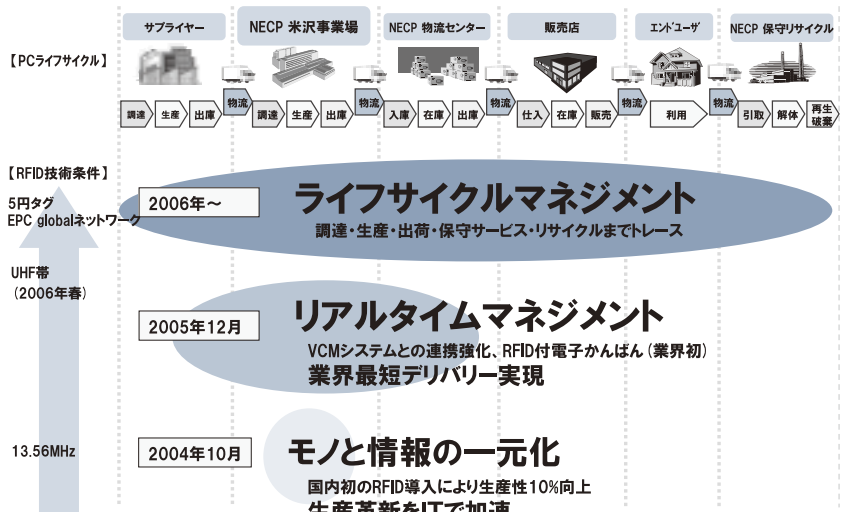 サプライヤー
NECP 米沢事業場
NECP 物流センター
販売店
エンドユーザ
NECP 保守リサイクル
【PCライフサイクル】
調達
生産
出庫
物流
調達
生産
出庫
物流
入庫
在庫
出庫
物流
仕入
在庫
販売
物流
利用
物流
引取
解体
再生
破棄
【RFID技術条件】
5円タグ
EPC globalネットワーク
2006年～
ライフサイクルマネジメント
調達・生産・出荷・保守サービス・リサイクルまでトレース
UHF帯
(2006年春)
2005年12月
リアルタイムマネジメント
VCMシステムとの連携強化、RFID付電子かんばん(業界初)
業界最短デリバリー実現
13.56MHz
2004年10月
モノと情報の一元化
国内初のRFID導入により生産性10%向上
生産革新をITで加速